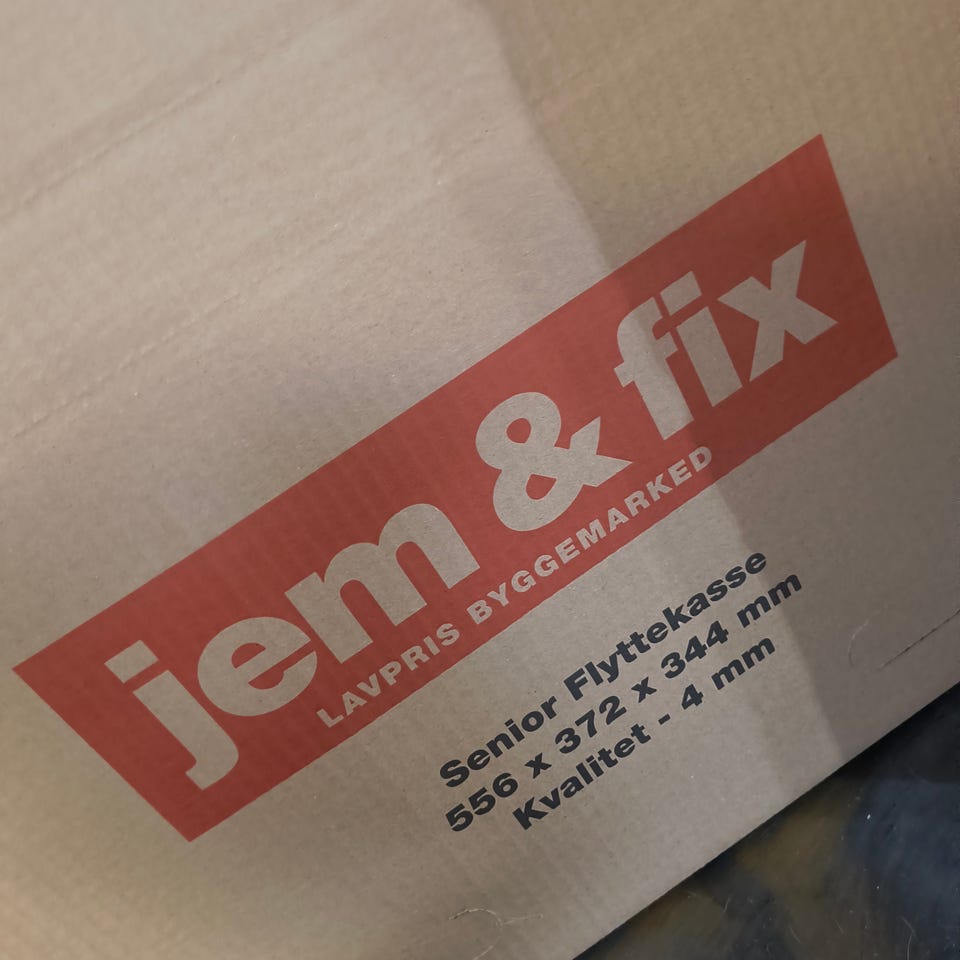 jem & fix
LAVPRIS BYGGEMARKED
Senior Flyttekasse
556 x 372 x 344 mm
Kvalitet - 4 mm